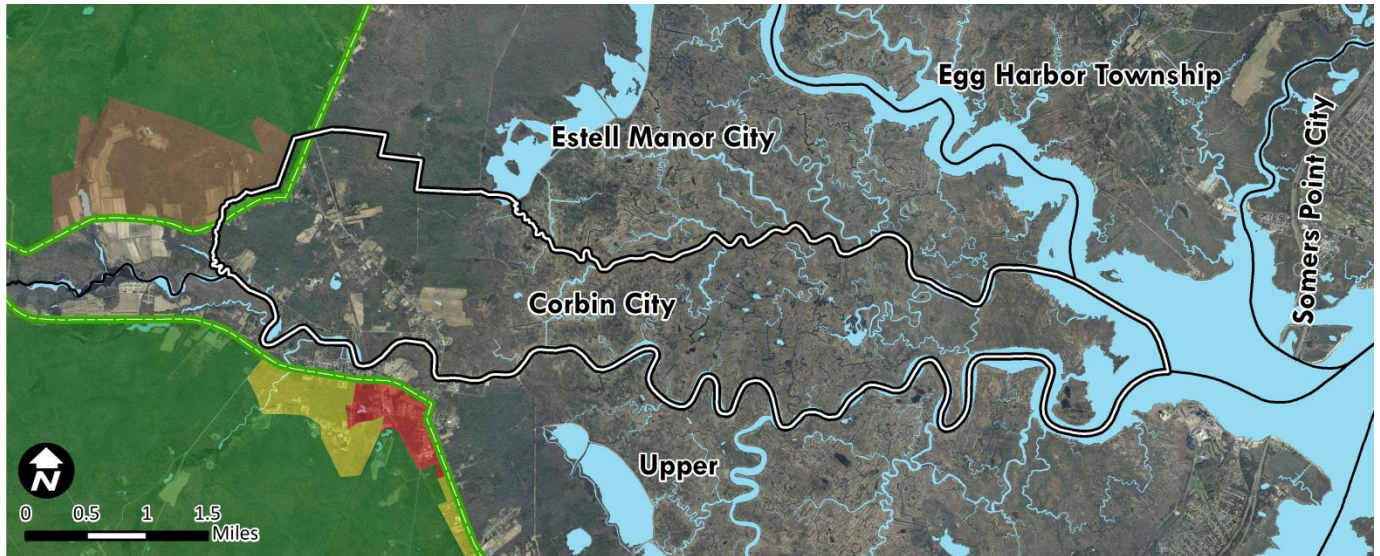 Egg Harbor Township
Estell Manor City
Somers Point City
Corbin City
Upper
N
0 0.5 1 1.5
Miles